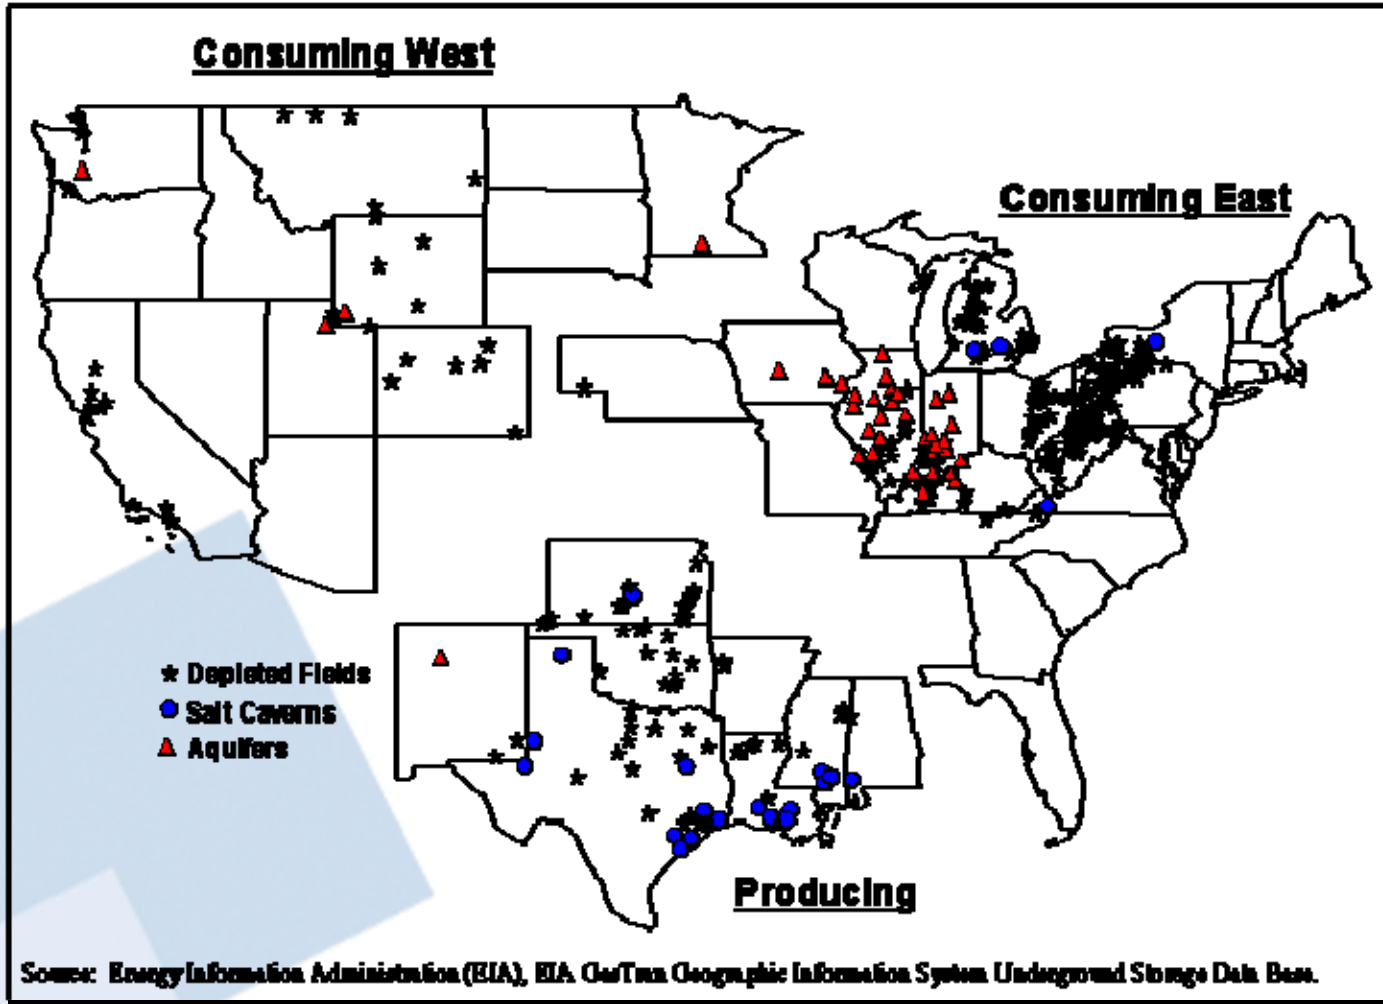 Consuming West
Consuming East
* Depleted Fields
Salt Caverns
Aquifers
Producing
Source: Energy Information Administration (EIA), EIA GasTran Geographic Information System Underground Storage Data Base.